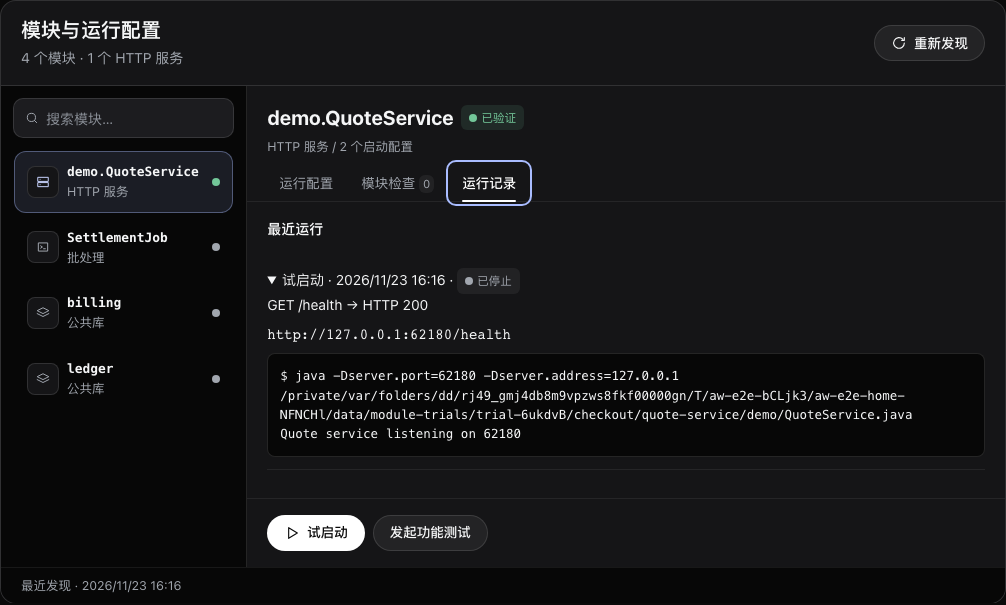 模块与运行配置
4 个模块 · 1 个 HTTP 服务
重新发现
搜索模块...
demo.QuoteService
HTTP 服务
SettlementJob
批处理
billing
公共库
ledger
公共库
demo.QuoteService 已验证
HTTP 服务 / 2 个启动配置
运行配置 模块检查 0 运行记录
最近运行
▼ 试启动 · 2026/11/23 16:16 · 已停止
GET /health → HTTP 200
http://127.0.0.1:62180/health
$ java -Dserver.port=62180 -Dserver.address=127.0.0.1
/private/var/folders/dd/rj49_gmj4db8m9vpzws8fkf00000gn/T/aw-e2e-bCLjk3/aw-e2e-home-
NFNCHl/data/module-trials/trial-6ukdvB/checkout/quote-service/demo/QuoteService.java
Quote service listening on 62180
试启动 发起功能测试
最近发现 · 2026/11/23 16:16